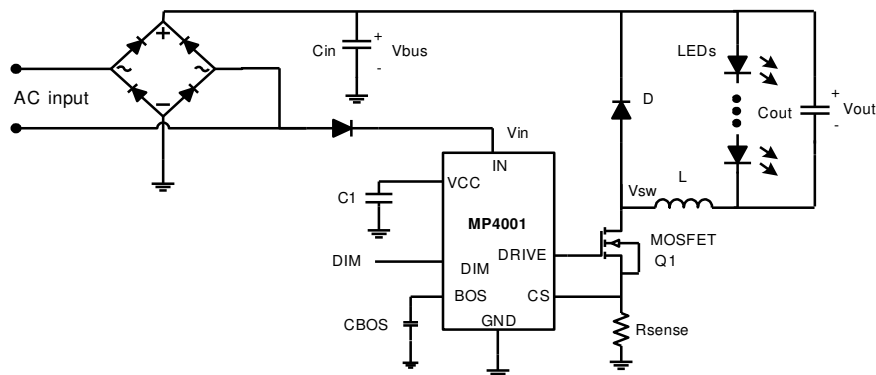 +
~
~
−
AC input
Cin
+
Vbus
-
LEDs
D
Cout
+
Vout
-
Vin
IN
VCC
C1
MP4001
Vsw
L
DRIVE
MOSFET
Q1
DIM
DIM
BOS
CS
CBOS
GND
Rsense